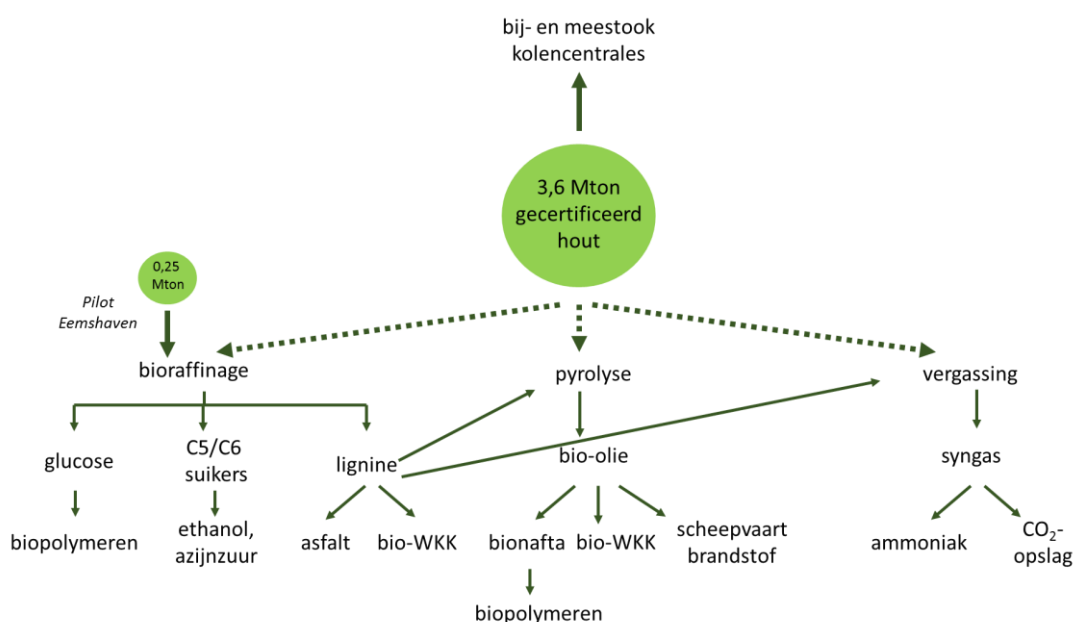 bij- en meestook
kolencentrales
3,6 Mton
gecertificeerd
hout
0,25
Mton
Pilot
Eemshaven
bioraffinage
pyrolyse
vergassing
glucose
C5/C6
suikers
lignine
bio-olie
syngas
biopolymeren
ethanol,
azijnzuur
asfalt
bio-WKK
bionafta
bio-WKK
scheepvaart
brandstof
ammoniak
CO₂-
opslag
biopolymeren